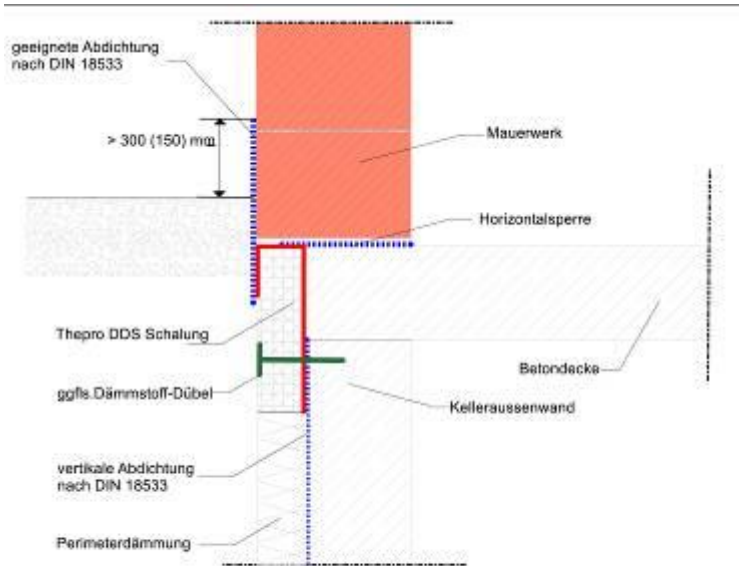 geeignete Abdichtung
nach DIN 18533
> 300 (150) mm
Mauerwerk
Horizontalsperre
Thepro DDS Schalung
Betondecke
ggfls.Dämmstoff-Dübel
Kelleraussenwand
vertikale Abdichtung
nach DIN 18533
Perimeterdämmung